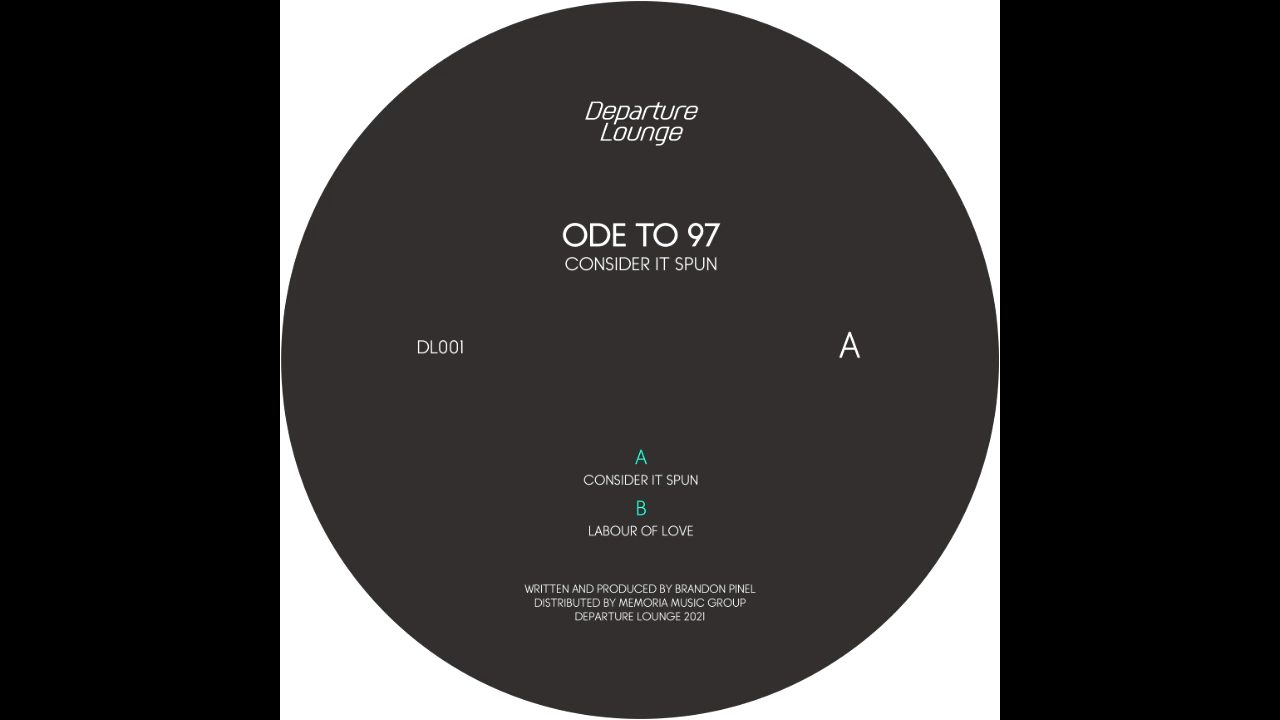 Departure
Lounge
ODE TO 97
CONSIDER IT SPUN
DL001
A
A
CONSIDER IT SPUN
B
LABOUR OF LOVE
WRITTEN AND PRODUCED BY BRANDON PINEL
DISTRIBUTED BY MEMORIA MUSIC GROUP
DEPARTURE LOUNGE 2021